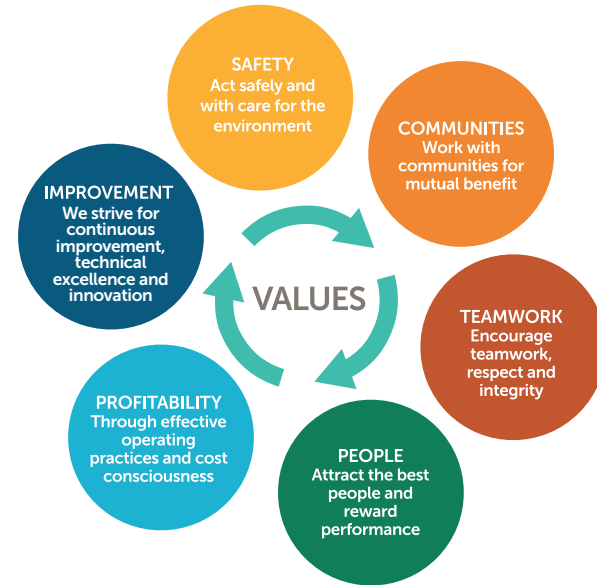 SAFETY
Act safely and
with care for the
environment
COMMUNITIES
Work with
communities for
mutual benefit
TEAMWORK
Encourage
teamwork,
respect and
integrity
PEOPLE
Attract the best
people and
reward
performance
PROFITABILITY
Through effective
operating
practices and cost
consciousness
IMPROVEMENT
We strive for
continuous
improvement,
technical
excellence and
innovation
VALUES